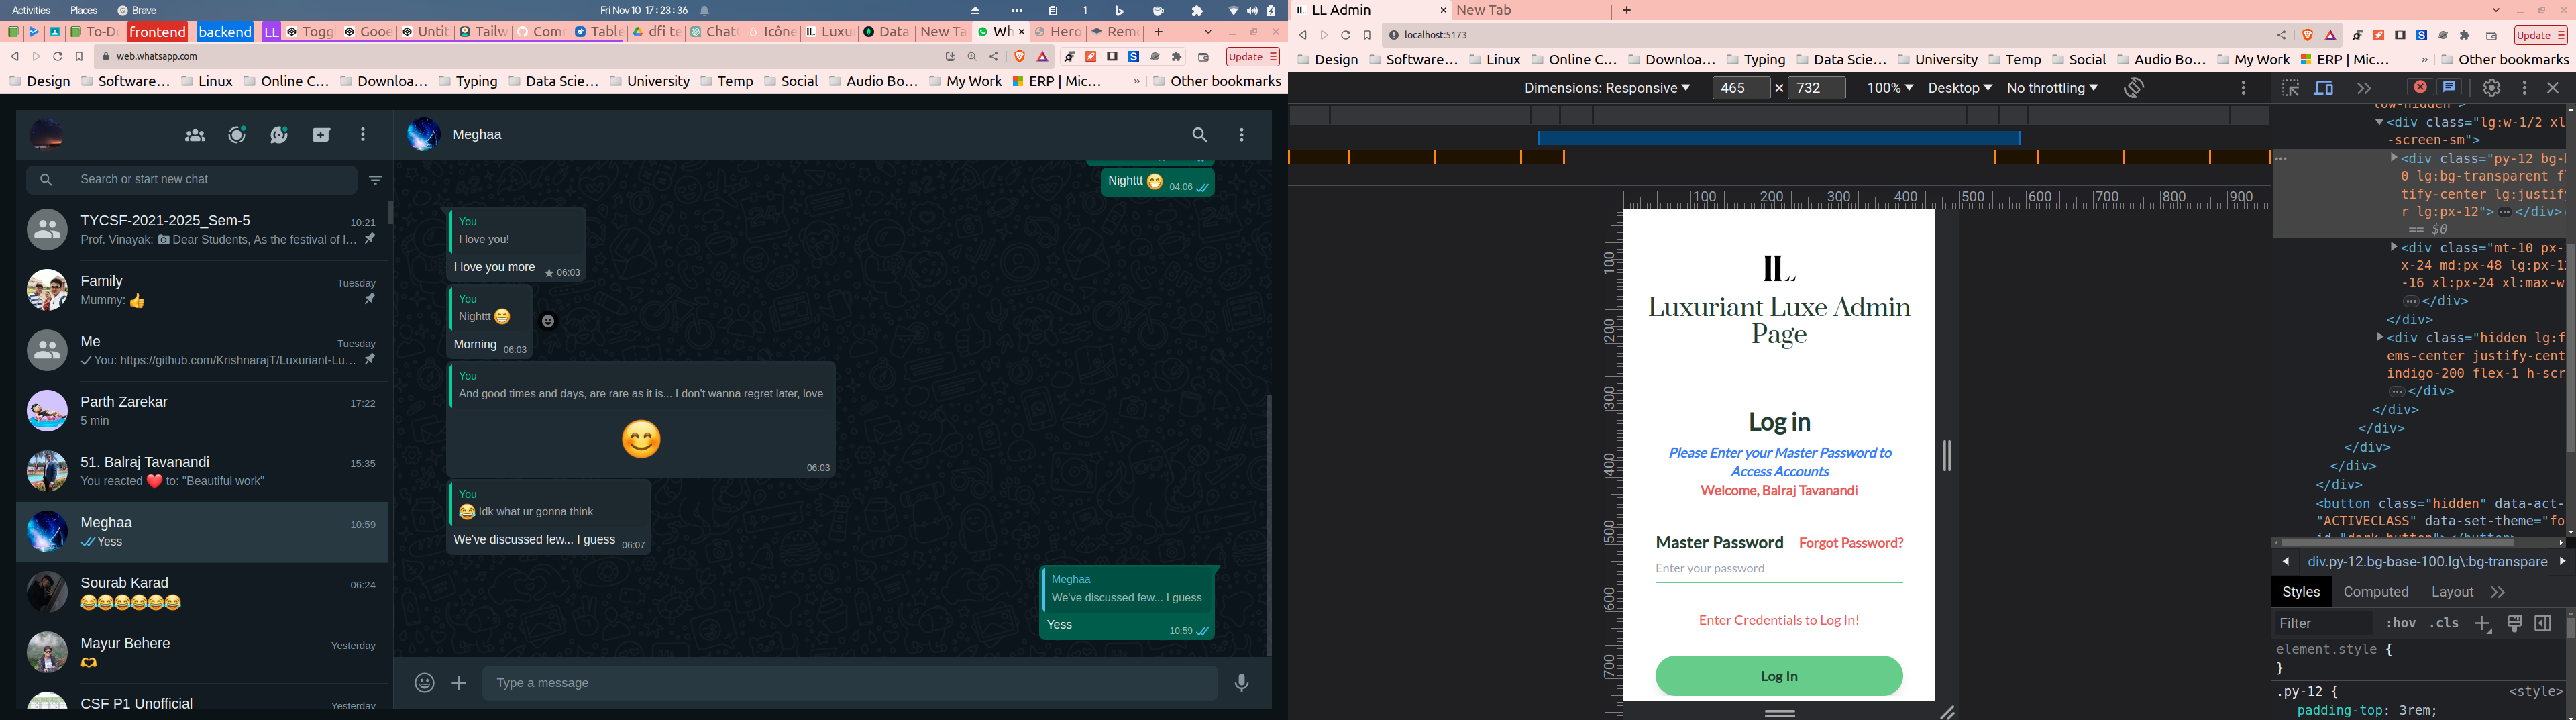 Activities Places Brave Fri Nov 10 17:23:36 1
To-D frontend backend LL Togg Gooe Untit Tailw Com Table dfi te Chat Icône Luxu Data New Ta Wh Hero Rem
web.whatsapp.com Update
Design Software... Linux Online C... Downloa... Typing Data Scie... University Temp Social Audio Bo... My Work ERP | Mic... » Other bookmarks
Search or start new chat
TYCSF-2021-2025_Sem-5 10:21
Prof. Vinayak: 📷 Dear Students, As the festival of l...
Family Tuesday
Mummy: 👍
Me Tuesday
You: https://github.com/KrishnarajT/Luxuriant-Lu...
Parth Zarekar 17:22
5 min
51. Balraj Tavanandi 15:35
You reacted ❤️ to: "Beautiful work"
Meghaa 10:59
Yess
Sourab Karad 06:24
😂😂😂😂😂😂
Mayur Behere Yesterday
CSF P1 Unofficial Yesterday
Meghaa
Nighttt 😁 04:06
You
I love you!
I love you more 06:03
You
Nighttt 😁
Morning 06:03
You
And good times and days, are rare as it is... I don't wanna regret later, love
😊
06:03
You
😂 Idk what ur gonna think
We've discussed few... I guess 06:07
Meghaa
We've discussed few... I guess
Yess 10:59
Type a message
LL Admin New Tab
localhost:5173 Update
Design Software... Linux Online C... Downloa... Typing Data Scie... University Temp Social Audio Bo... My Work ERP | Mic... » Other bookmarks
Dimensions: Responsive 465 × 732 100% Desktop No throttling
100 200 300 400 500 600 700 800 900
100
200
300
400
500
600
700
LL
Luxuriant Luxe Admin
Page
Log in
Please Enter your Master Password to
Access Accounts
Welcome, Balraj Tavanandi
Master Password Forgot Password?
Enter your password
Enter Credentials to Log In!
Log In
low-hidden">
<div class="lg:w-1/2 xl
-screen-sm">
<div class="py-12 bg-
0 lg:bg-transparent f
tify-center lg:justif
r lg:px-12"> ... </div>
== $0
<div class="mt-10 px-
x-24 md:px-48 lg:px-1
-16 xl:px-24 xl:max-w
... </div>
</div>
<div class="hidden lg:f
ems-center justify-cent
indigo-200 flex-1 h-scr
... </div>
</div>
</div>
</div>
</div>
</div>
<button class="hidden" data-act-
"ACTIVECLASS" data-set-theme="fo
id="dark-button"></button>
div.py-12.bg-base-100.lg\:bg-transpare
Styles Computed Layout
Filter :hov .cls
element.style {
}
.py-12 { <style>
padding-top: 3rem;